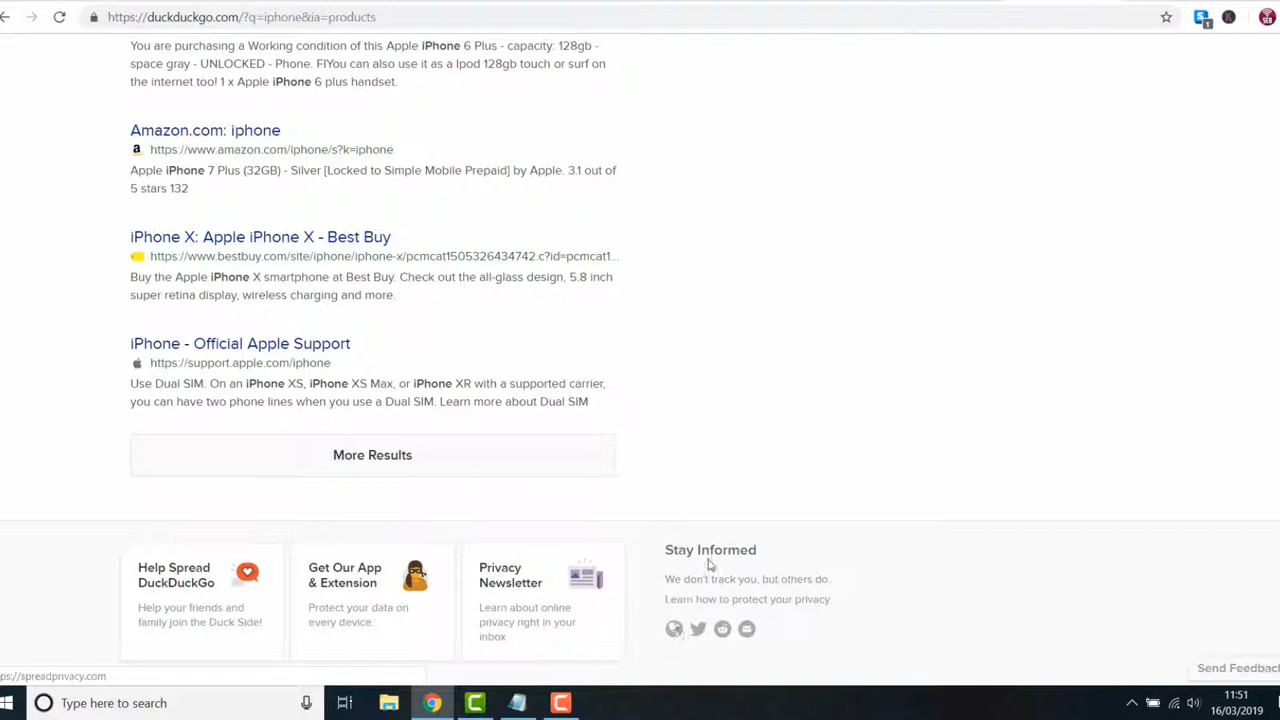 https://duckduckgo.com/?q=iphone&ia=products
1
SEB
You are purchasing a Working condition of this Apple iPhone 6 Plus - capacity: 128gb -
space gray - UNLOCKED - Phone. FIYou can also use it as a Ipod 128gb touch or surf on
the internet too! 1 x Apple iPhone 6 plus handset.
Amazon.com: iphone
a https://www.amazon.com/iphone/s?k=iphone
Apple iPhone 7 Plus (32GB) - Silver [Locked to Simple Mobile Prepaid] by Apple. 3.1 out of
5 stars 132
iPhone X: Apple iPhone X - Best Buy
https://www.bestbuy.com/site/iphone/iphone-x/pcmcat1505326434742.c?id=pcmcat1...
Buy the Apple iPhone X smartphone at Best Buy. Check out the all-glass design, 5.8 inch
super retina display, wireless charging and more.
iPhone - Official Apple Support
https://support.apple.com/iphone
Use Dual SIM. On an iPhone XS, iPhone XS Max, or iPhone XR with a supported carrier,
you can have two phone lines when you use a Dual SIM. Learn more about Dual SIM
More Results
Help Spread
DuckDuckGo
Help your friends and
family join the Duck Side!
Get Our App
& Extension
Protect your data on
every device.
Privacy
Newsletter
Learn about online
privacy right in your
inbox
Stay Informed
We don't track you, but others do.
Learn how to protect your privacy.
Send Feedback
ps://spreadprivacy.com
Type here to search
11:51
16/03/2019